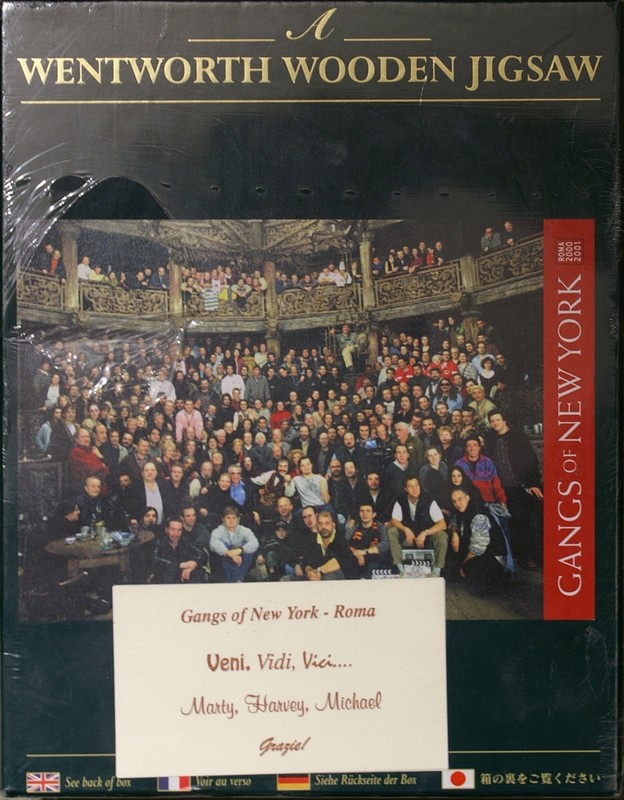 A
WENTWORTH WOODEN JIGSAW
GANGS OF NEW YORK
ROMA
2000
2001
Gangs of New York - Roma
Veni, Vidi, Vici....
Marty, Harvey, Michael
Grazie!
See back of box
Voir au verso
Siehe Rückseite der Box
箱の裏をご覧ください